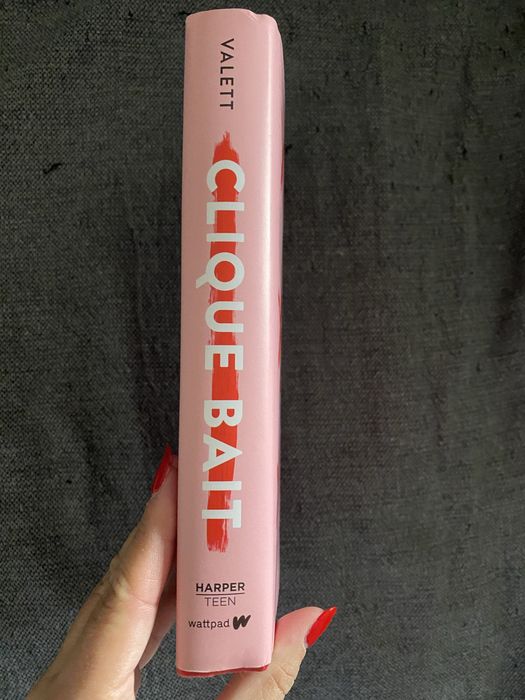 VALETT
CLIQUE BAIT
HARPER
TEEN
wattpad W